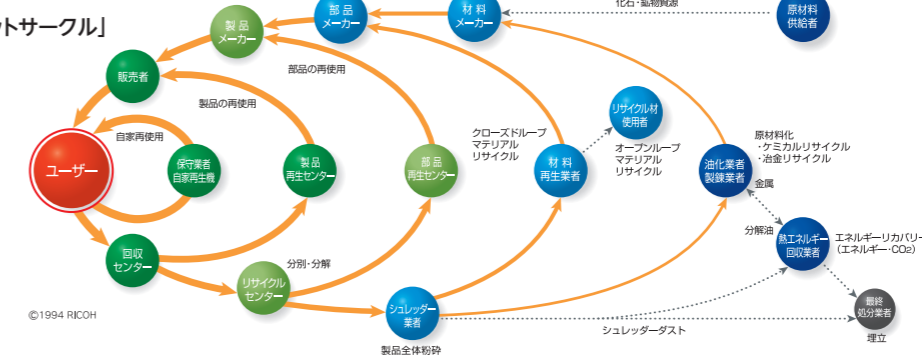 ットサークル」
化石・鉱物資源
原材料
供給者
材 料
メーカー
部 品
メーカー
製 品
メーカー
販売者
部品の再使用
製品の再使用
自家再使用
ユーザー
保守業者
自家再生機
製 品
再生センター
部 品
再生センター
クローズドループ
マテリアル
リサイクル
材 料
再生業者
リサイクル材
使用者
オープンループ
マテリアル
リサイクル
油化業者
製錬業者
原材料化
・ケミカルリサイクル
・冶金リサイクル
金属
分解油
熱エネルギー
回収業者
エネルギーリカバリー
(エネルギー・CO2)
回収
センター
分別・分解
リサイクル
センター
シュレッダー
業者
製品全体粉砕
シュレッダーダスト
最終
処分業者
埋立
©1994 RICOH